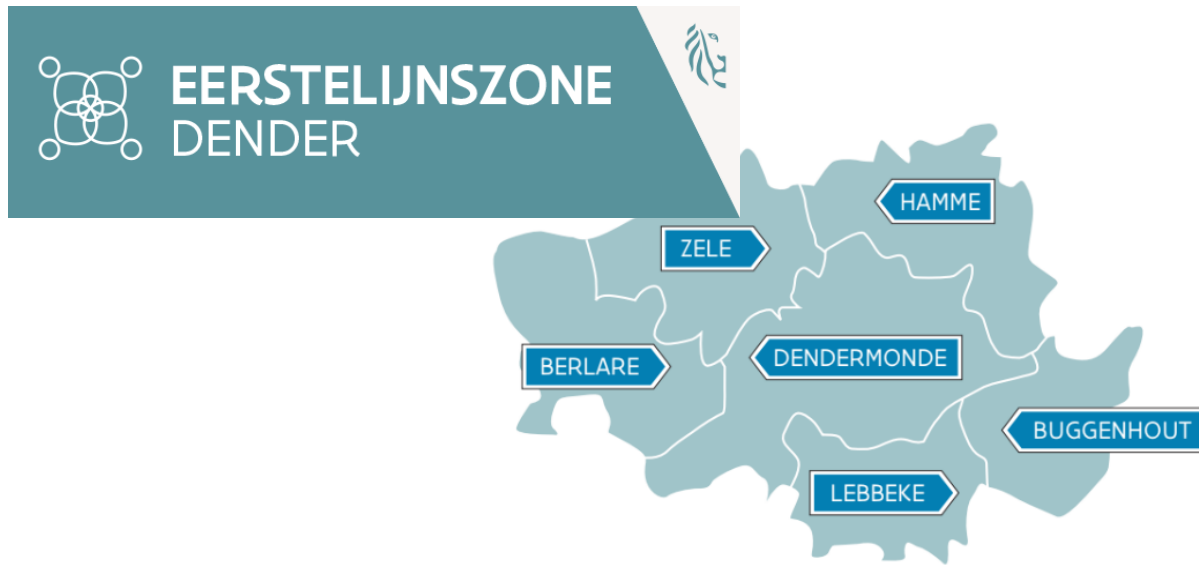 EERSTELIJNSZONE
DENDER
HAMME
ZELE
DENDERMONDE
BERLARE
BUGGENHOUT
LEBBEKE